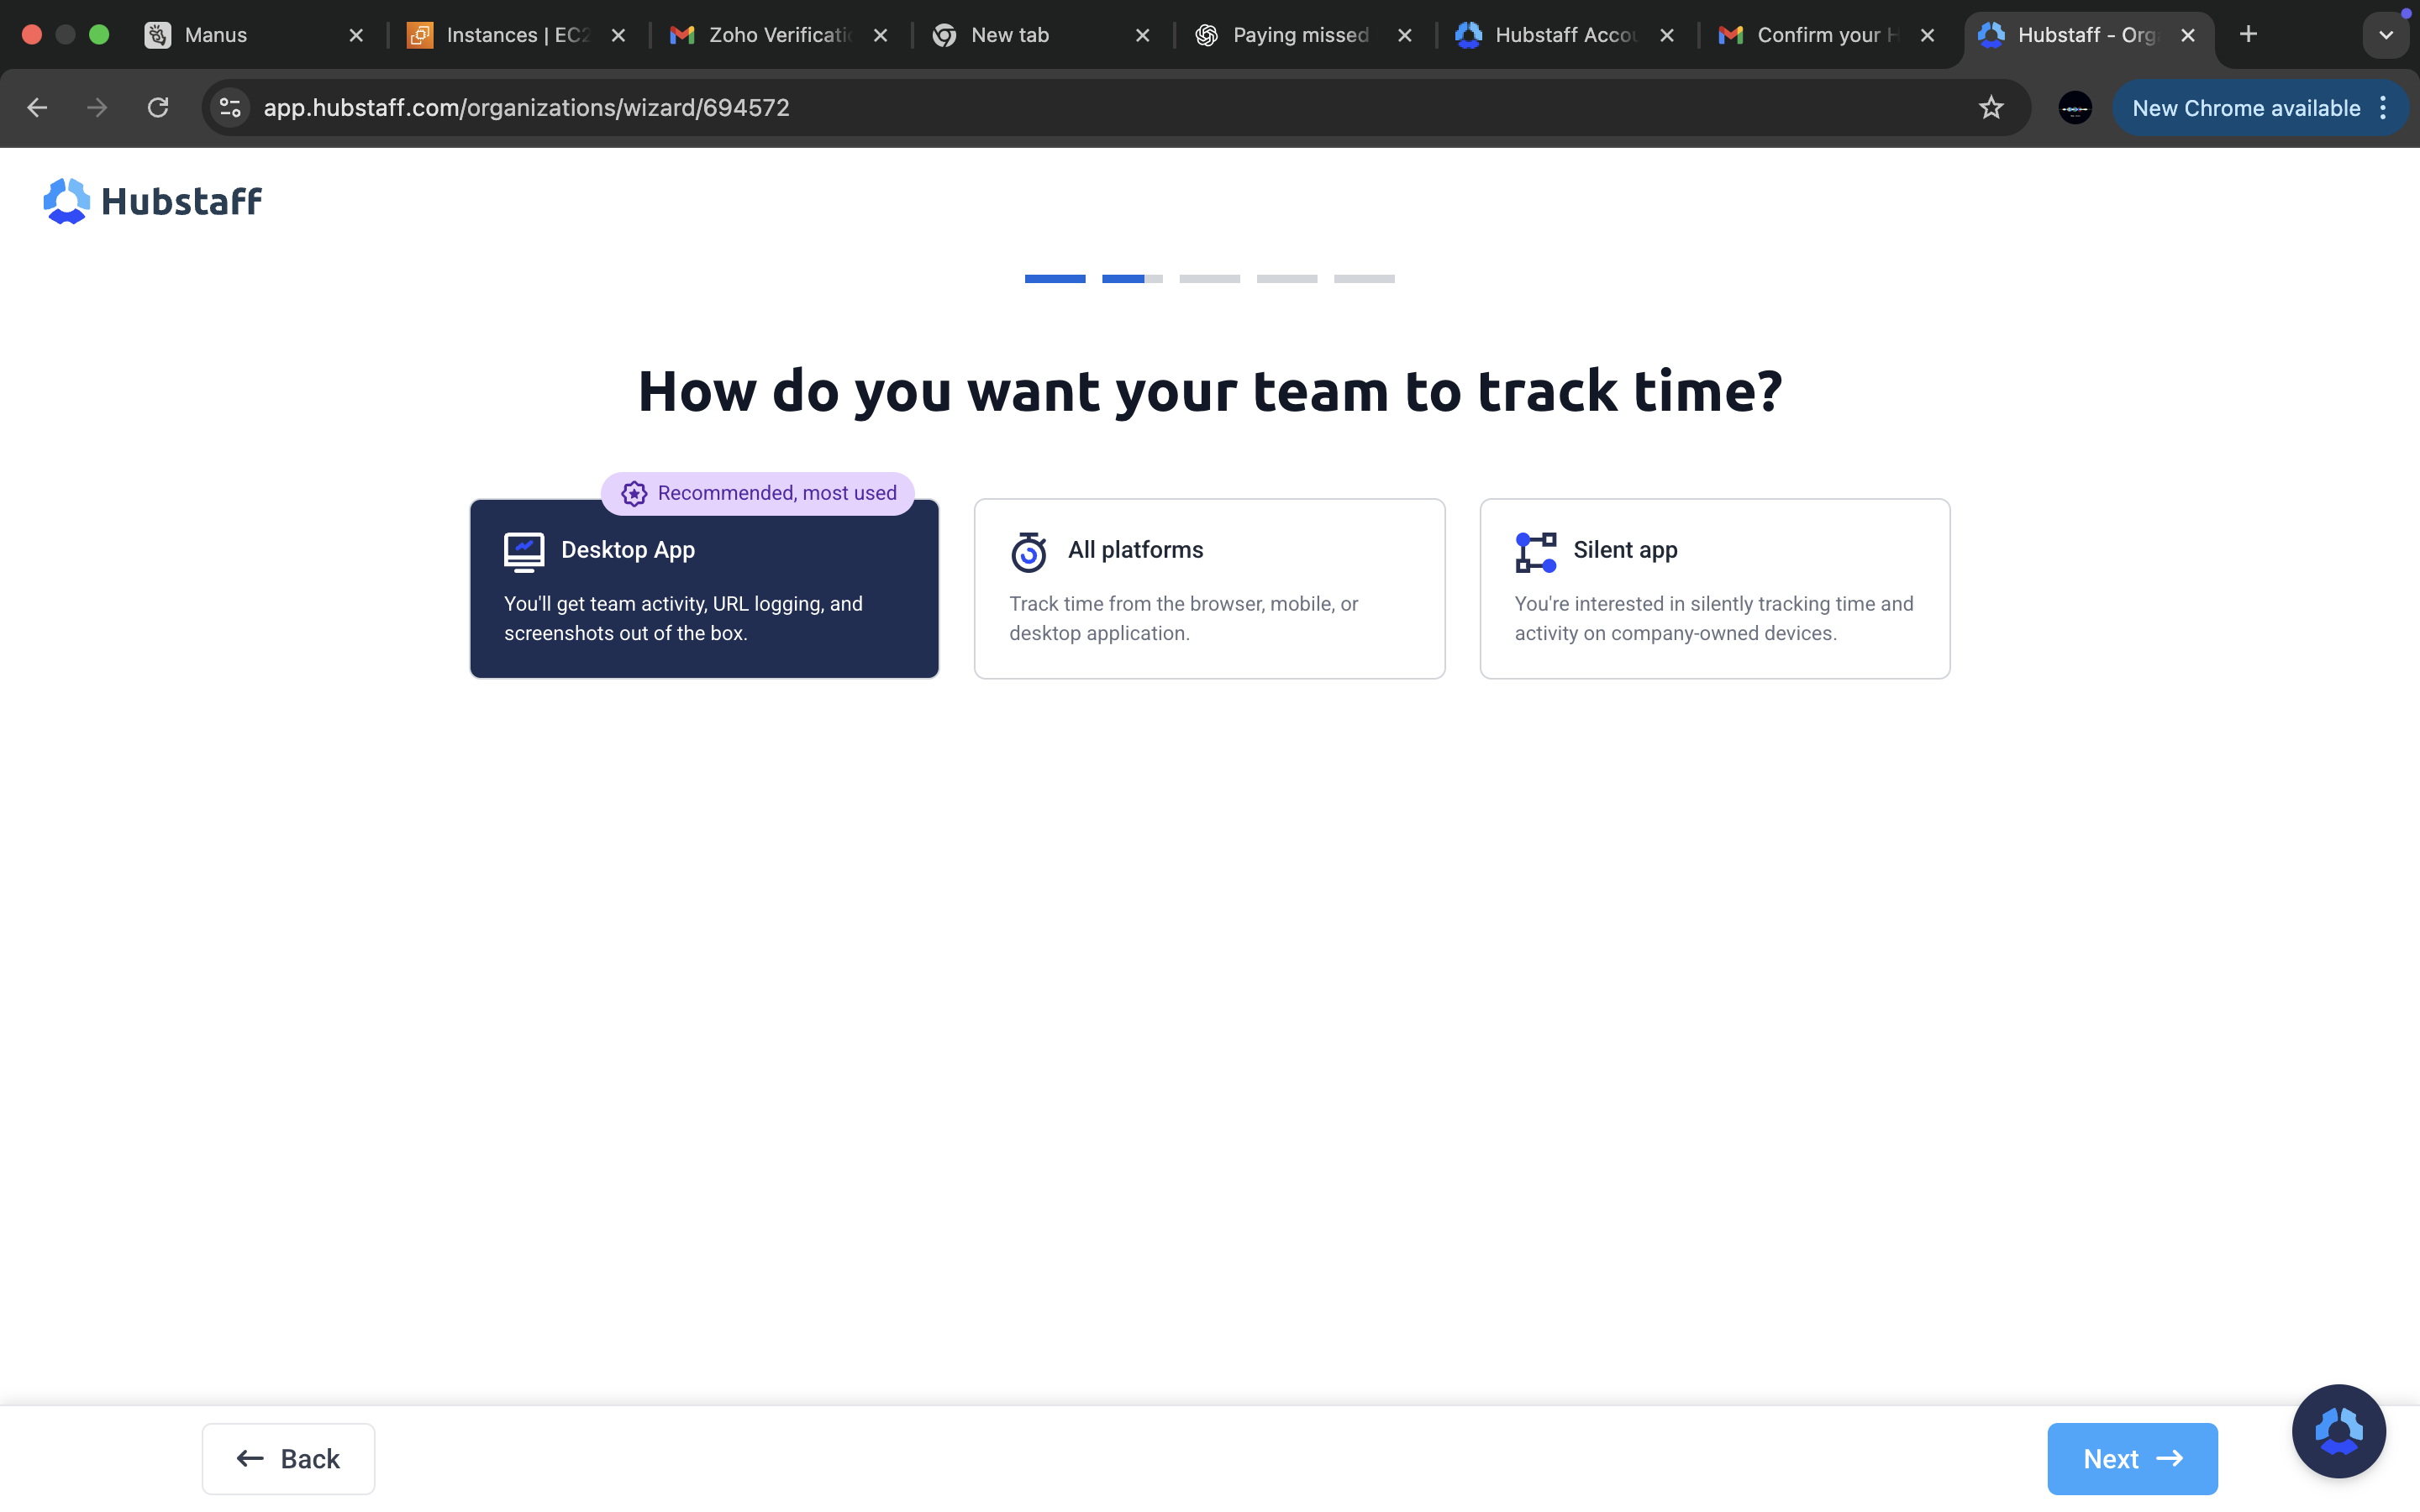 Manus
Instances | EC2
Zoho Verificati
New tab
Paying missed
Hubstaff Accou
Confirm your H
Hubstaff - Org
app.hubstaff.com/organizations/wizard/694572
New Chrome available
Hubstaff
How do you want your team to track time?
Recommended, most used
Desktop App
You'll get team activity, URL logging, and
screenshots out of the box.
All platforms
Track time from the browser, mobile, or
desktop application.
Silent app
You're interested in silently tracking time and
activity on company-owned devices.
Back
Next